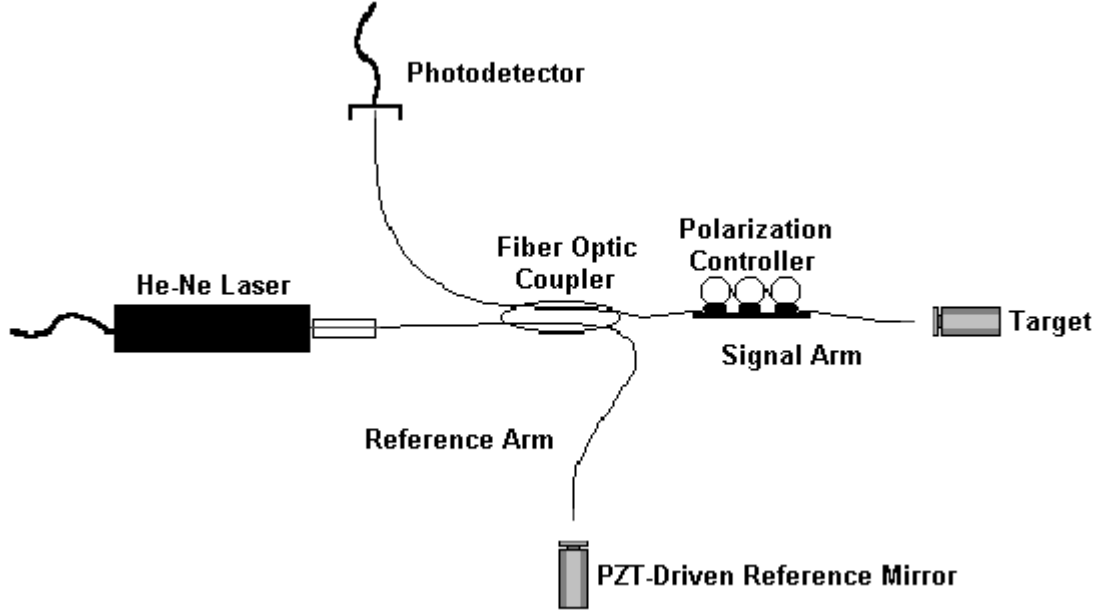 Photodetector
Fiber Optic
Coupler
Polarization
Controller
He-Ne Laser
Target
Signal Arm
Reference Arm
PZT-Driven Reference Mirror